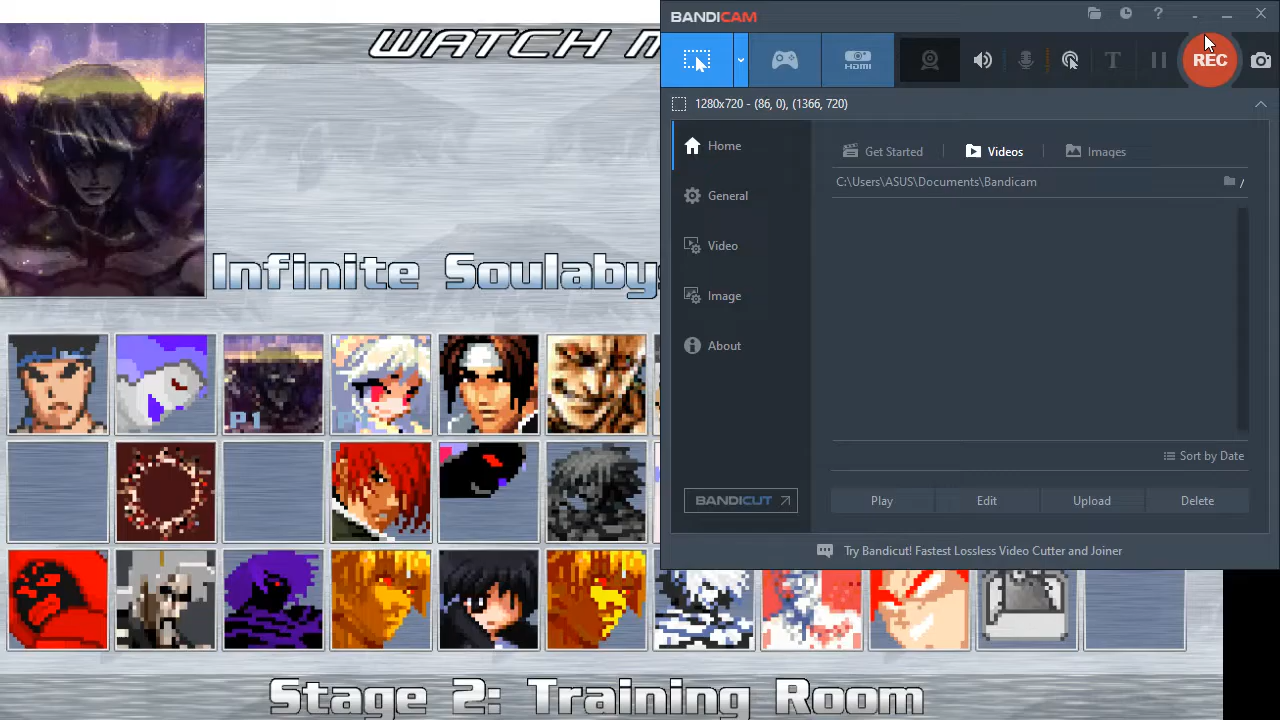 WATCH M
BANDICAM
HDMI
REC
1280x720 - (86, 0), (1366, 720)
Home
Get Started
Videos
Images
C:\Users\ASUS\Documents\Bandicam
/
General
Video
Infinite Soulaby
Image
About
P1
Sort by Date
BANDICUT
Play
Edit
Upload
Delete
Try Bandicut! Fastest Lossless Video Cutter and Joiner
Stage 2: Training Room